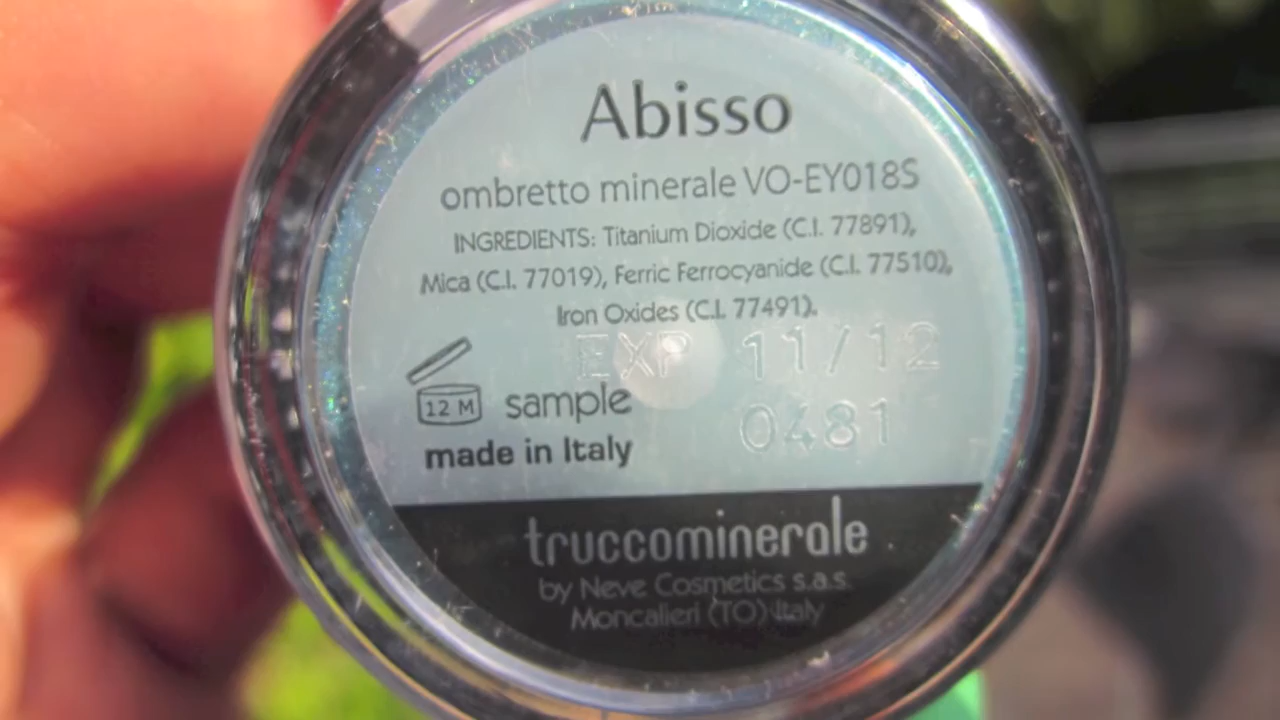 Abisso
ombretto minerale VO-EY018S
INGREDIENTS: Titanium Dioxide (C.I. 77891),
Mica (C.I. 77019), Ferric Ferrocyanide (C.I. 77510),
Iron Oxides (C.I. 77491).
EXP 11/12
12 M sample
0481
made in Italy
truccominerale
by Neve Cosmetics s.a.s.
Moncalieri (TO) Italy